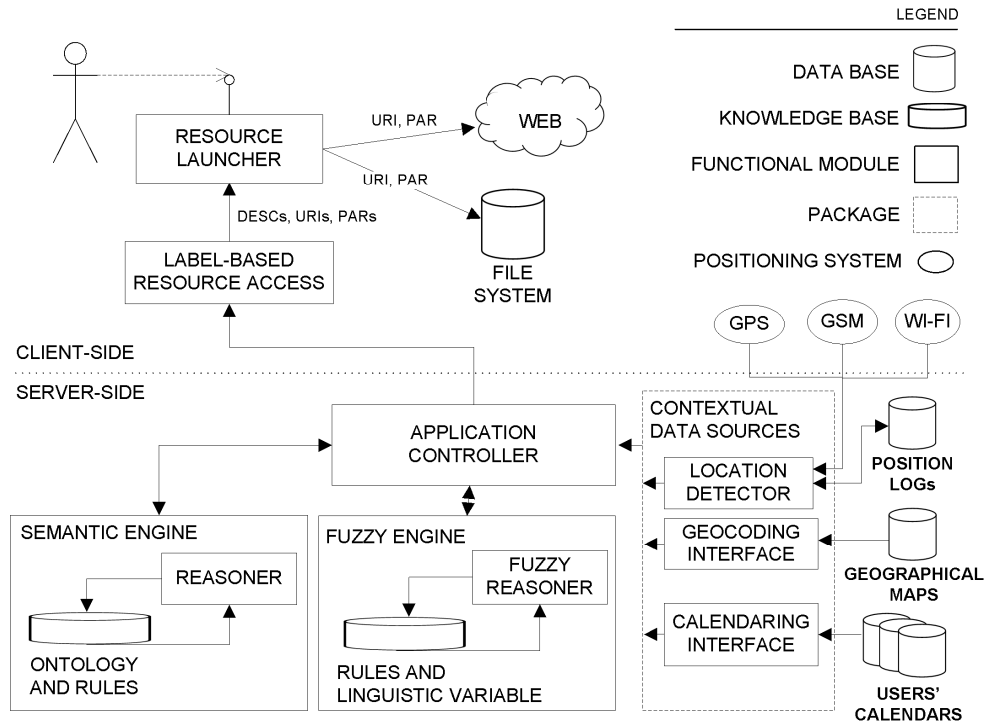 LEGEND
DATA BASE
KNOWLEDGE BASE
FUNCTIONAL MODULE
PACKAGE
POSITIONING SYSTEM
RESOURCE
LAUNCHER
URI, PAR
WEB
URI, PAR
FILE
SYSTEM
DESCs, URIs, PARs
LABEL-BASED
RESOURCE ACCESS
GPS
GSM
WI-FI
CLIENT-SIDE
SERVER-SIDE
APPLICATION
CONTROLLER
CONTEXTUAL
DATA SOURCES
LOCATION
DETECTOR
POSITION
LOGs
GEOCODING
INTERFACE
GEOGRAPHICAL
MAPS
CALENDARING
INTERFACE
USERS'
CALENDARS
SEMANTIC ENGINE
REASONER
ONTOLOGY
AND RULES
FUZZY ENGINE
FUZZY
REASONER
RULES AND
LINGUISTIC VARIABLE